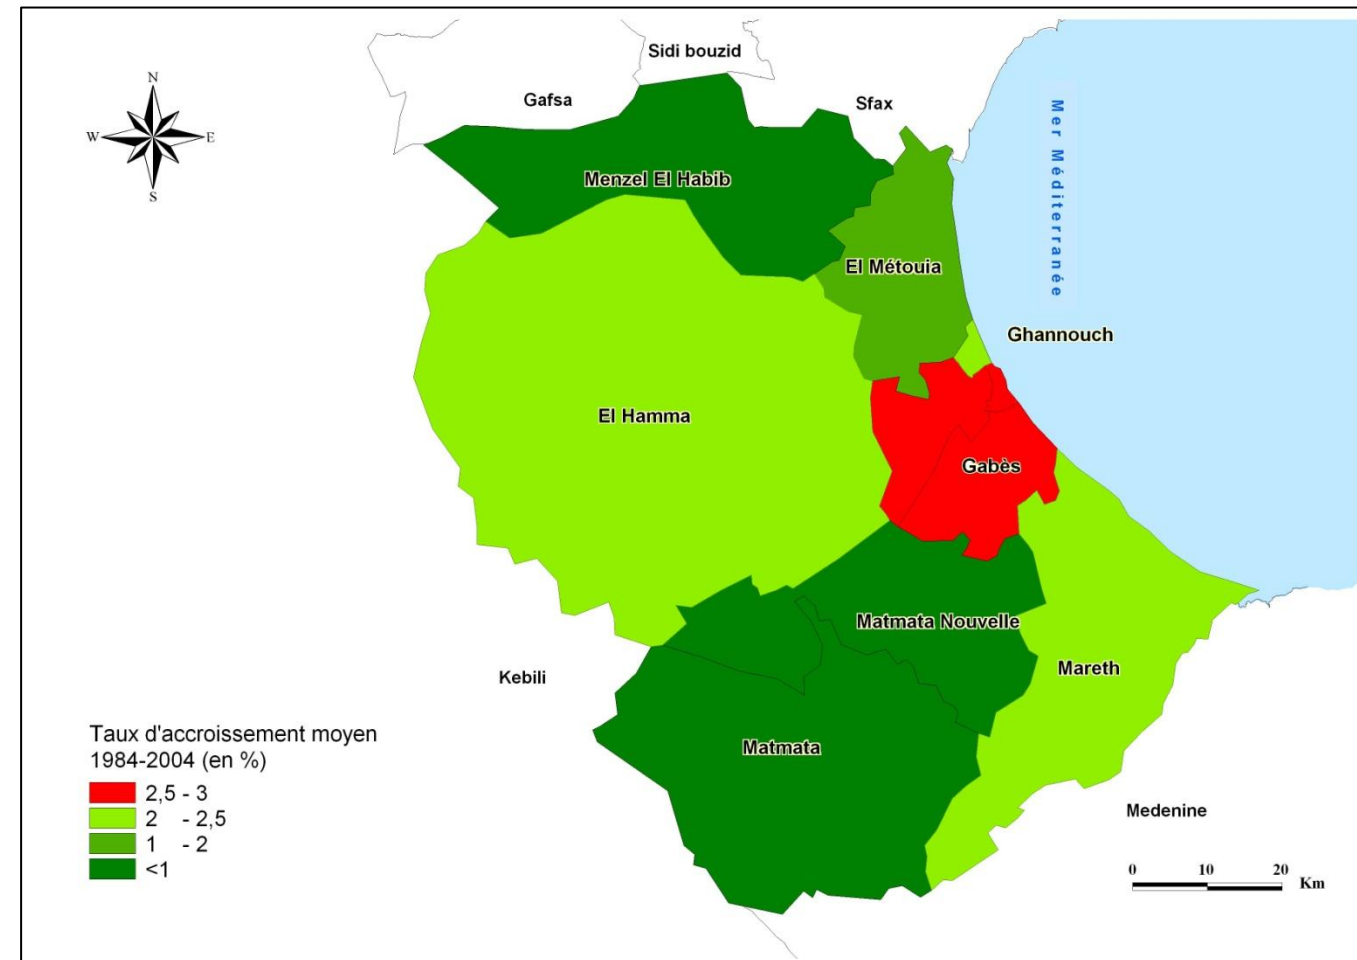 Sidi bouzid
Gafsa
Sfax
N
W
E
S
Mer Méditerranée
Menzel El Habib
El Métouia
Ghannouch
El Hamma
Gabès
Matmata Nouvelle
Mareth
Kebili
Matmata
Medenine
Taux d'accroissement moyen
1984-2004 (en %)
2,5 - 3
2 - 2,5
1 - 2
<1
0 10 20
Km